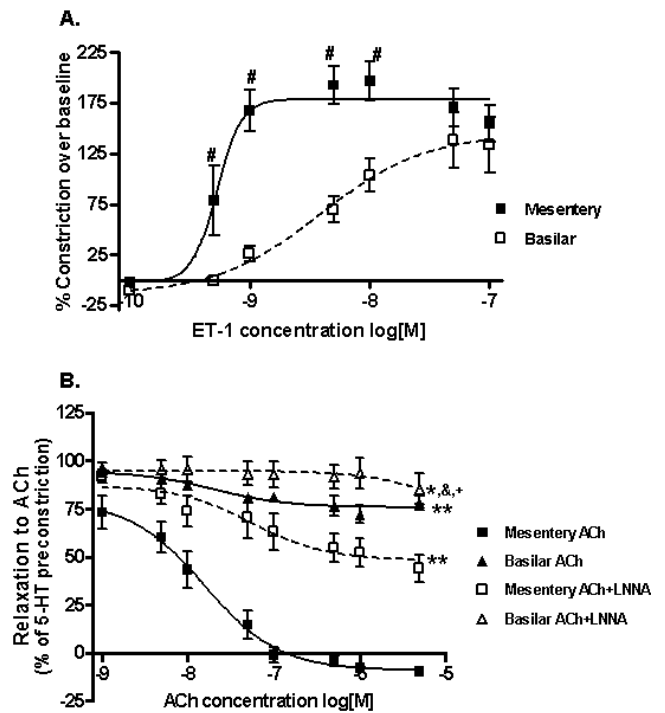 A.
% Constriction over baseline
225
175
125
75
25
-25
# # # #
-10 -9 -8 -7
ET-1 concentration log[M]
Mesentery
Basilar
B.
Relaxation to ACh
(% of 5-HT preconstriction)
125
100
75
50
25
0
-25
*,&,+
**
**
-9 -8 -7 -6 -5
ACh concentration log[M]
Mesentery ACh
Basilar ACh
Mesentery ACh+LNNA
Basilar ACh+LNNA